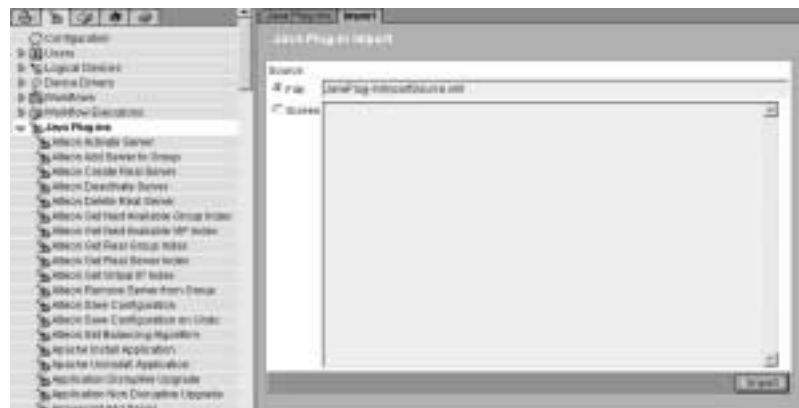 Configuration
Users
Logical Devices
Device Drivers
Workflows
Workflow Executions
Java Plug-ins
Alteon Activate Server
Alteon Add Server to Group
Alteon Create Real Server
Alteon Deactivate Server
Alteon Delete Real Server
Alteon Get Next Available Group Index
Alteon Get Next Available VIP Index
Alteon Get Real Group Index
Alteon Get Real Server Index
Alteon Get Virtual IP Index
Alteon Remove Server from Group
Alteon Save Configuration
Alteon Save Configuration on Undo
Alteon Set Balancing Algorithm
Apache Install Application
Apache Uninstall Application
Application Disruptive Upgrade
Application Non Disruptive Upgrade
Java Plug-ins Import
Java Plug-in Import
Source
File JavaPlug-inImportSource.xml
Screen
Import